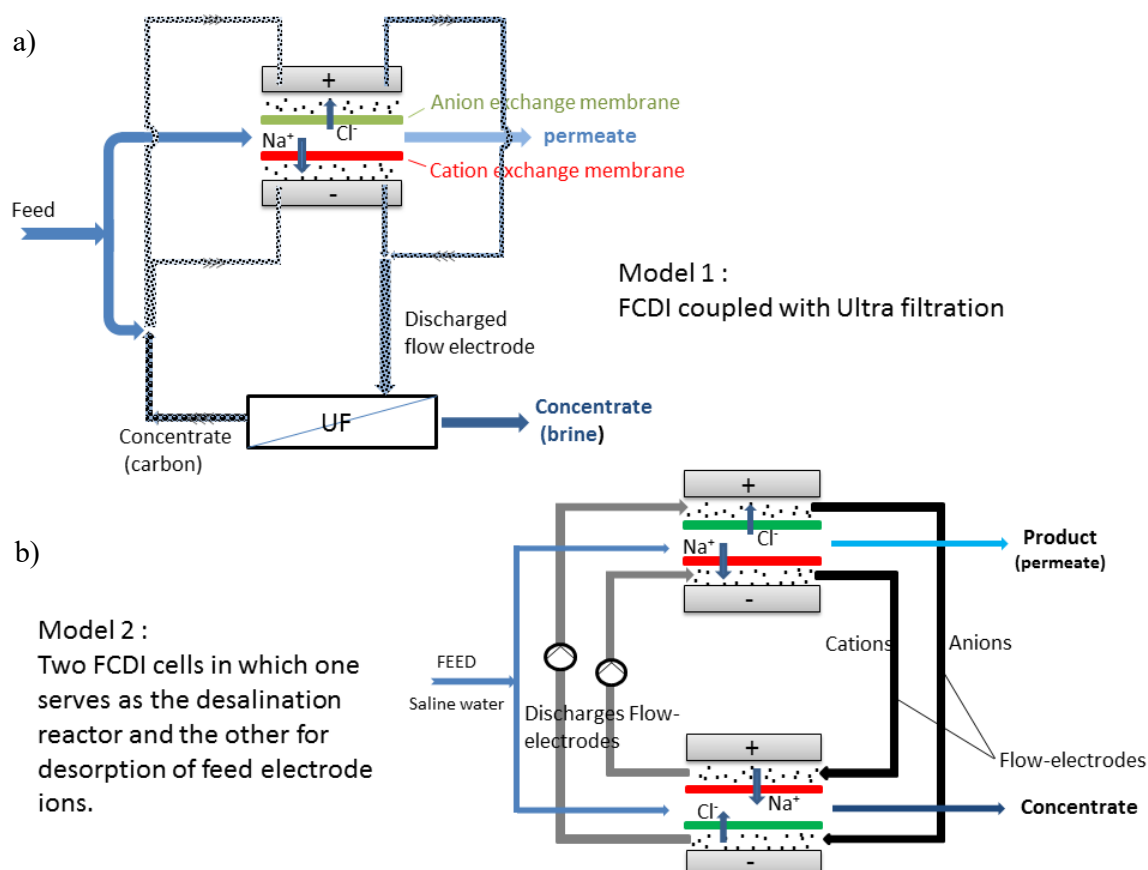 a)
+
Anion exchange membrane
Na+
Cl-
permeate
Cation exchange membrane
-
Feed
Model 1 :
FCDI coupled with Ultra filtration
Discharged
flow electrode
UF
Concentrate
(brine)
Concentrate
(carbon)
b)
+
Na+
Cl-
Product
(permeate)
-
Model 2 :
Two FCDI cells in which one
serves as the desalination
reactor and the other for
desorption of feed electrode
ions.
FEED
Saline water
Cations
Anions
Discharges Flow-
electrodes
+
Flow-electrodes
Na+
Cl-
Concentrate
-